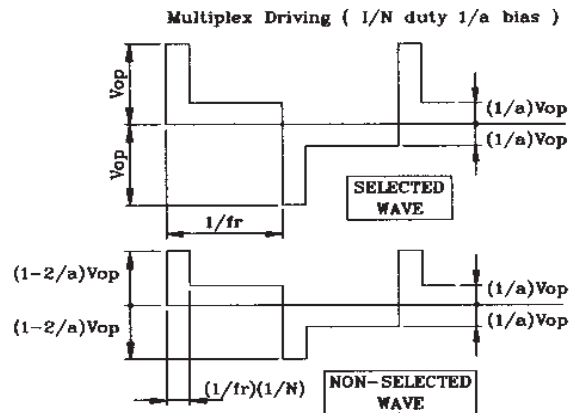 Multiplex Driving ( I/N duty 1/a bias )
Vop
Vop
(1/a)Vop
(1/a)Vop
SELECTED
WAVE
1/fr
(1-2/a)Vop
(1-2/a)Vop
(1/a)Vop
(1/a)Vop
(1/fr)(1/N)
NON-SELECTED
WAVE